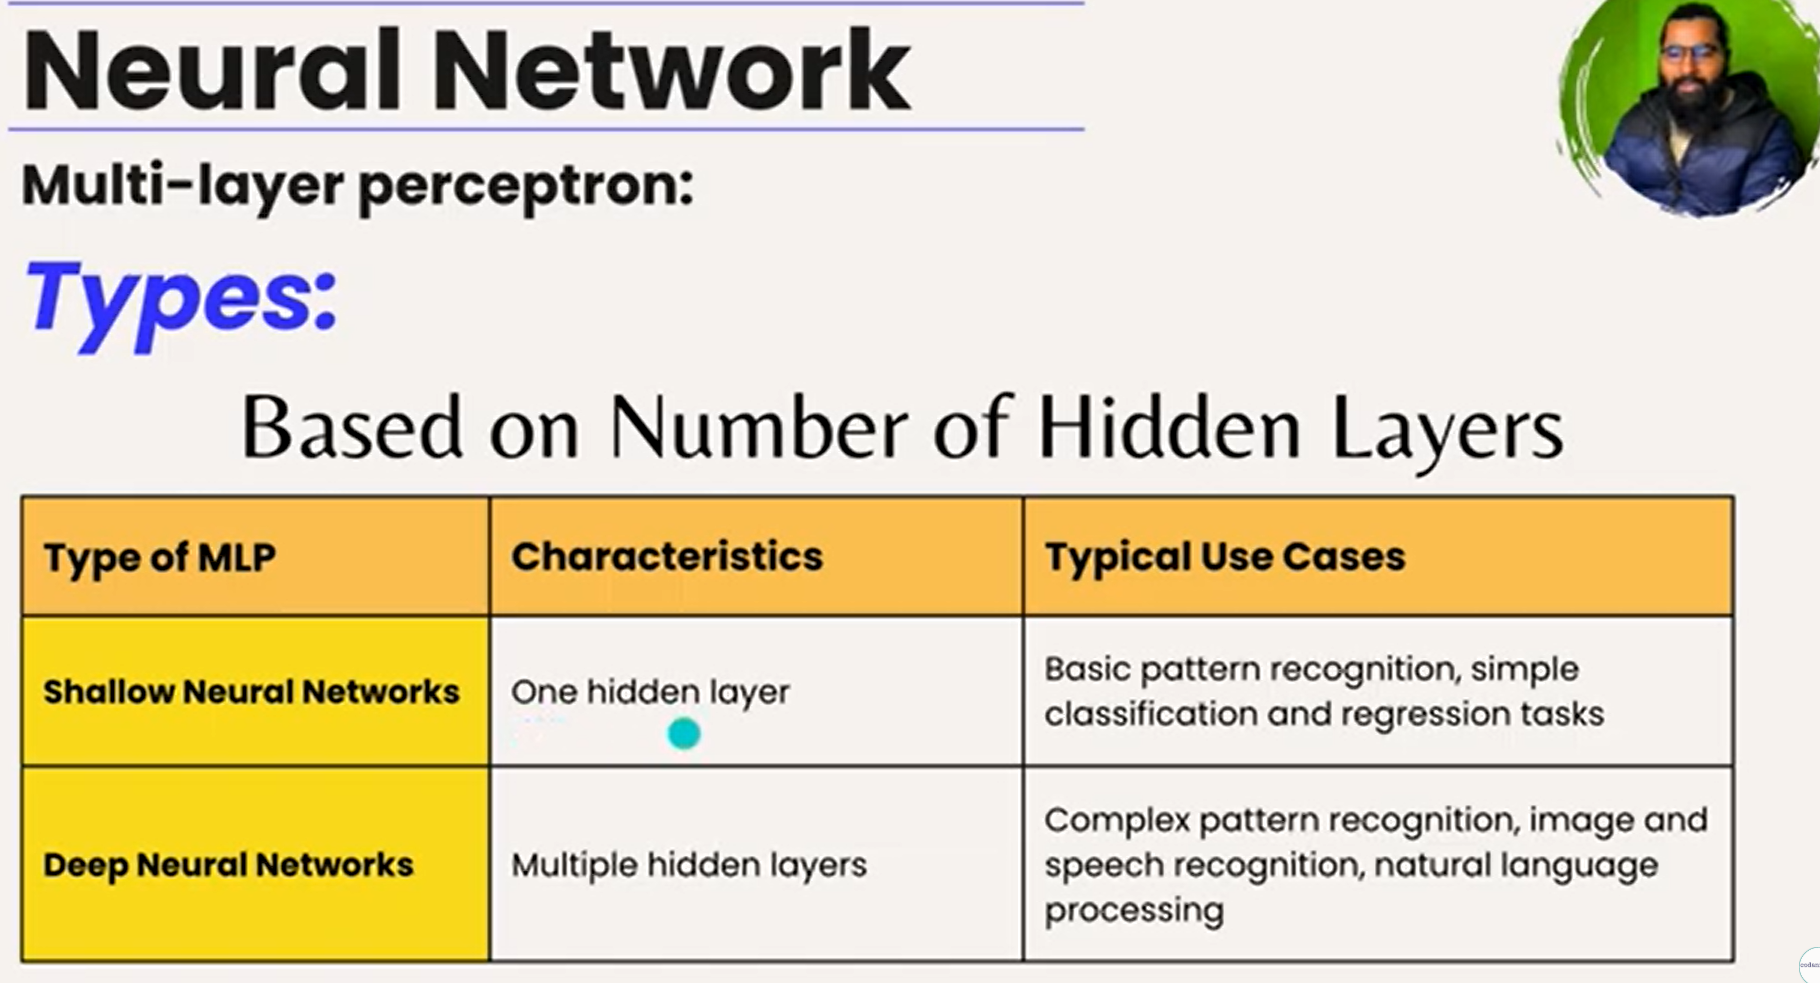 Neural Network
Multi-layer perceptron:
Types:
Based on Number of Hidden Layers
Type of MLP
Characteristics
Typical Use Cases
Shallow Neural Networks
One hidden layer
Basic pattern recognition, simple
classification and regression tasks
Deep Neural Networks
Multiple hidden layers
Complex pattern recognition, image and
speech recognition, natural language
processing